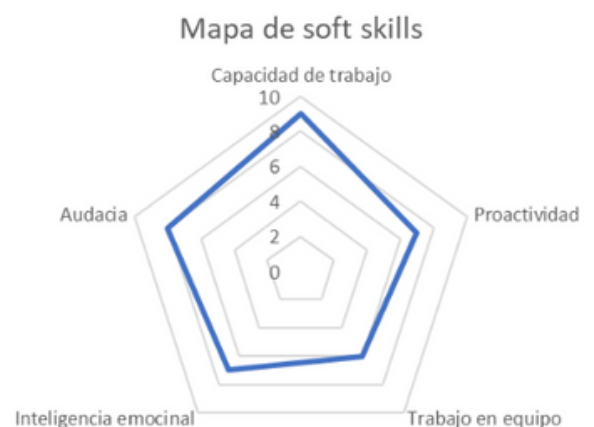 Mapa de soft skills
Capacidad de trabajo
10
8
6
4
2
0
Audacia
Proactividad
Inteligencia emocinal
Trabajo en equipo